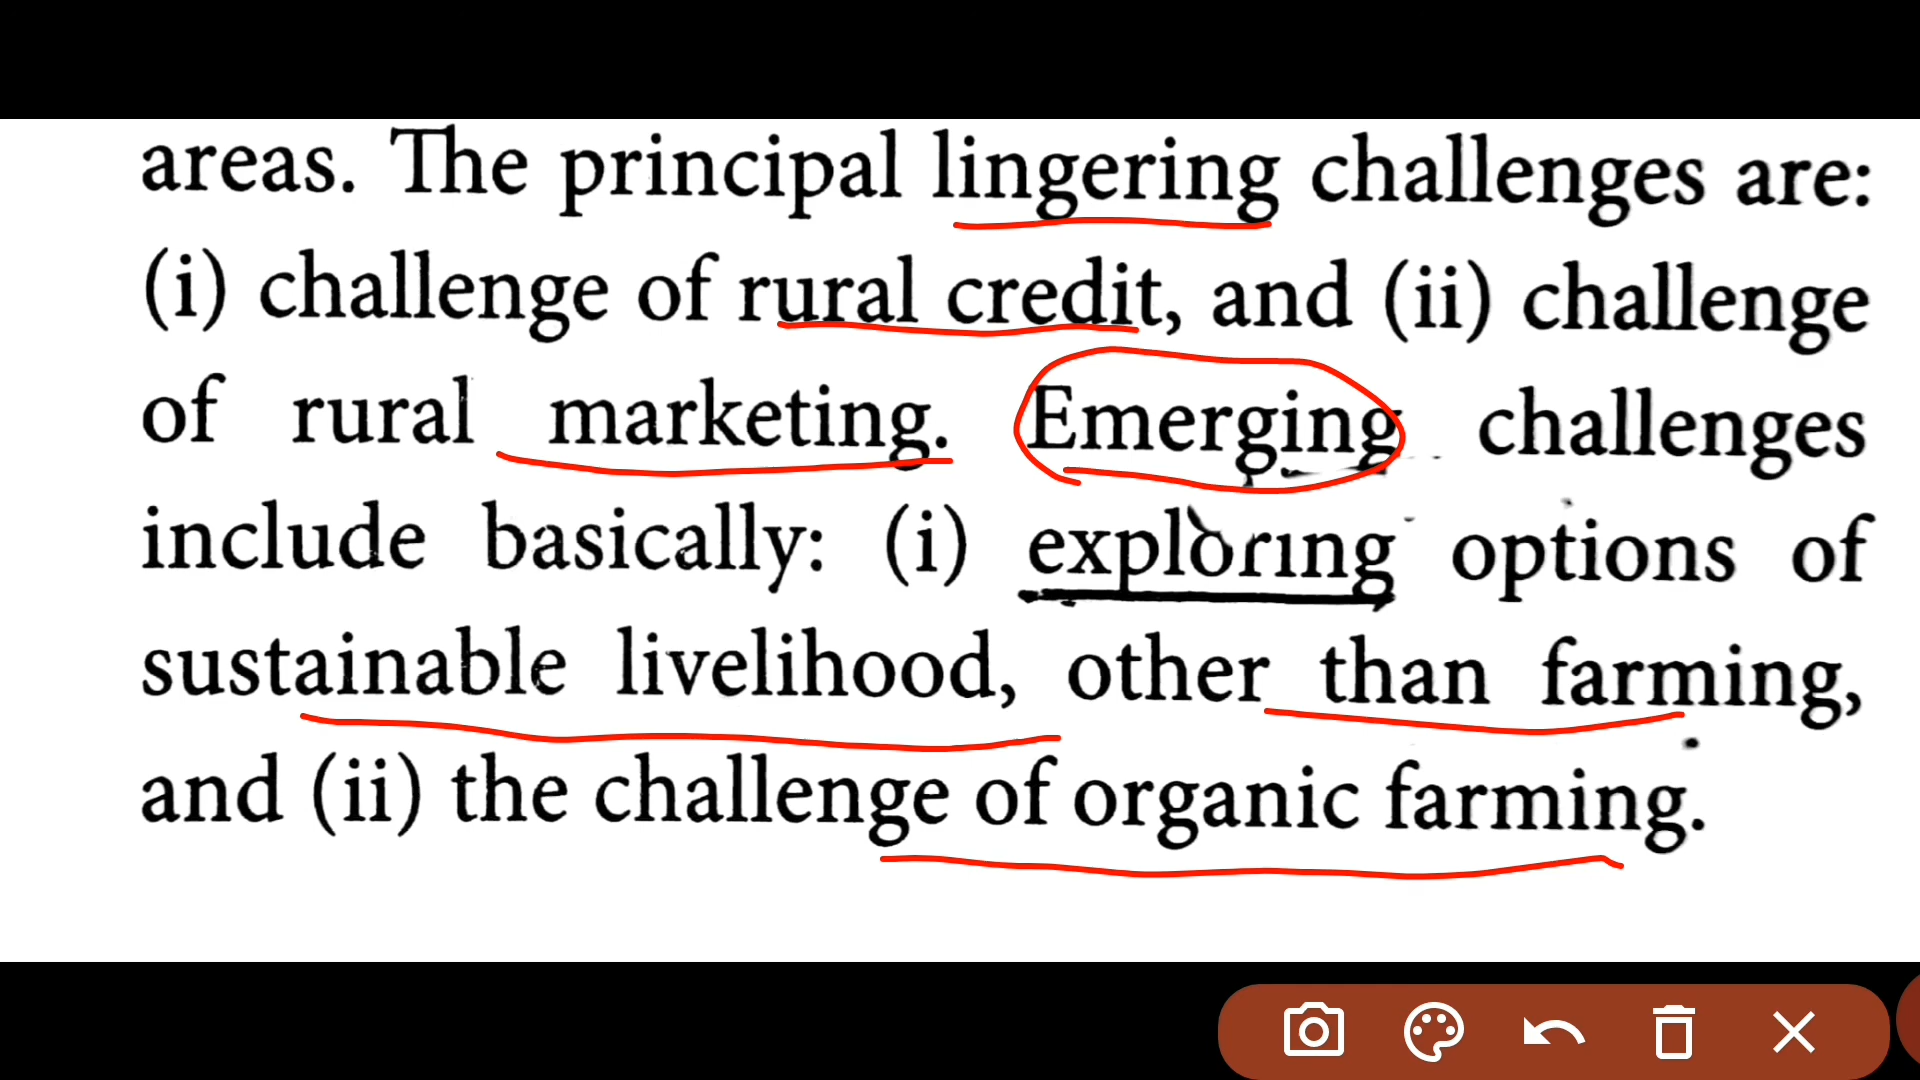 areas. The principal lingering challenges are:
(i) challenge of rural credit, and (ii) challenge
of rural marketing. Emerging challenges
include basically: (i) exploring options of
sustainable livelihood, other than farming,
and (ii) the challenge of organic farming.